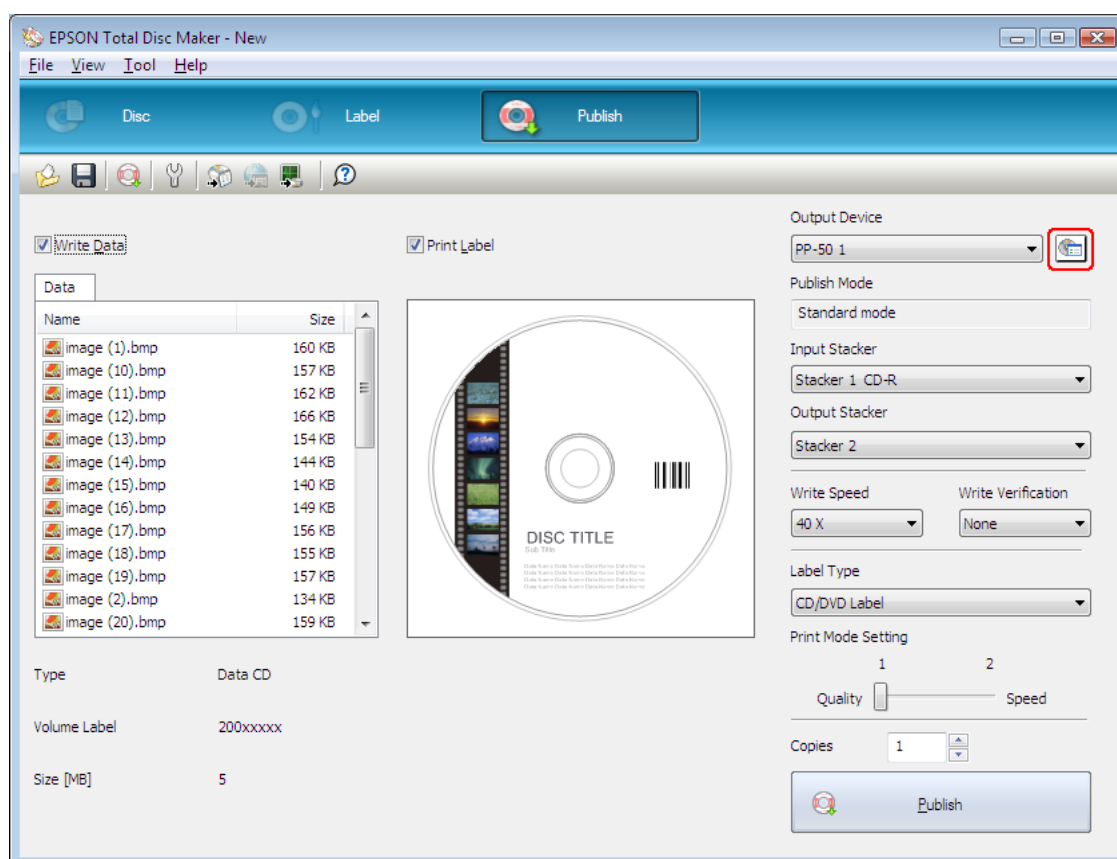 EPSON Total Disc Maker - New
File View Tool Help
Disc
Label
Publish
Write Data
Print Label
Data
Name Size
image (1).bmp 160 KB
image (10).bmp 157 KB
image (11).bmp 162 KB
image (12).bmp 166 KB
image (13).bmp 154 KB
image (14).bmp 144 KB
image (15).bmp 140 KB
image (16).bmp 149 KB
image (17).bmp 156 KB
image (18).bmp 155 KB
image (19).bmp 157 KB
image (2).bmp 134 KB
image (20).bmp 159 KB
DISC TITLE
Sub Title
Type Data CD
Volume Label 200xxxxx
Size [MB] 5
Output Device
PP-50 1
Publish Mode
Standard mode
Input Stacker
Stacker 1 CD-R
Output Stacker
Stacker 2
Write Speed Write Verification
40 X None
Label Type
CD/DVD Label
Print Mode Setting
1 2
Quality Speed
Copies 1
Publish